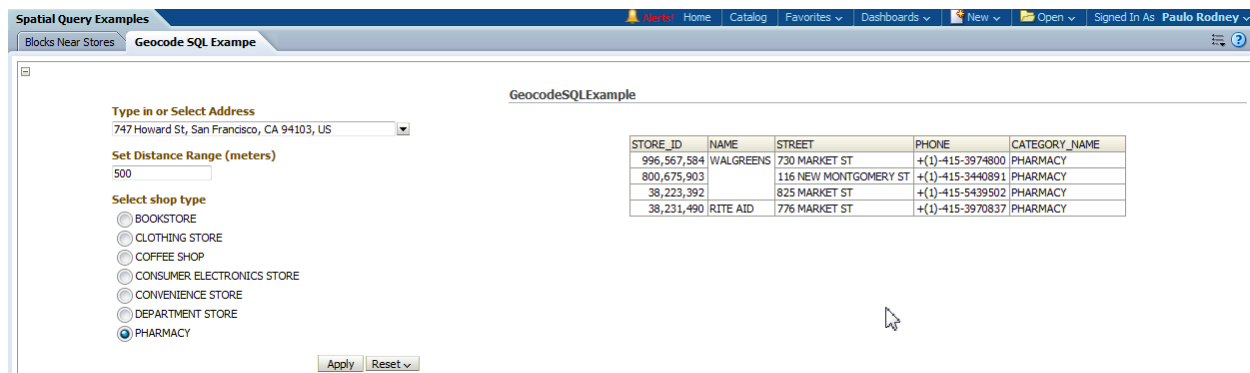 Spatial Query Examples
Alerts! Home Catalog Favorites Dashboards New Open Signed In As Paulo Rodney
Blocks Near Stores Geocode SQL Exampe
GeocodeSQLExample
Type in or Select Address
747 Howard St, San Francisco, CA 94103, US
Set Distance Range (meters)
500
Select shop type
BOOKSTORE
CLOTHING STORE
COFFEE SHOP
CONSUMER ELECTRONICS STORE
CONVENIENCE STORE
DEPARTMENT STORE
PHARMACY
Apply Reset
STORE_ID NAME STREET PHONE CATEGORY_NAME
996,567,584 WALGREENS 730 MARKET ST +(1)-415-3974800 PHARMACY
800,675,903 116 NEW MONTGOMERY ST +(1)-415-3440891 PHARMACY
38,223,392 825 MARKET ST +(1)-415-5439502 PHARMACY
38,231,490 RITE AID 776 MARKET ST +(1)-415-3970837 PHARMACY